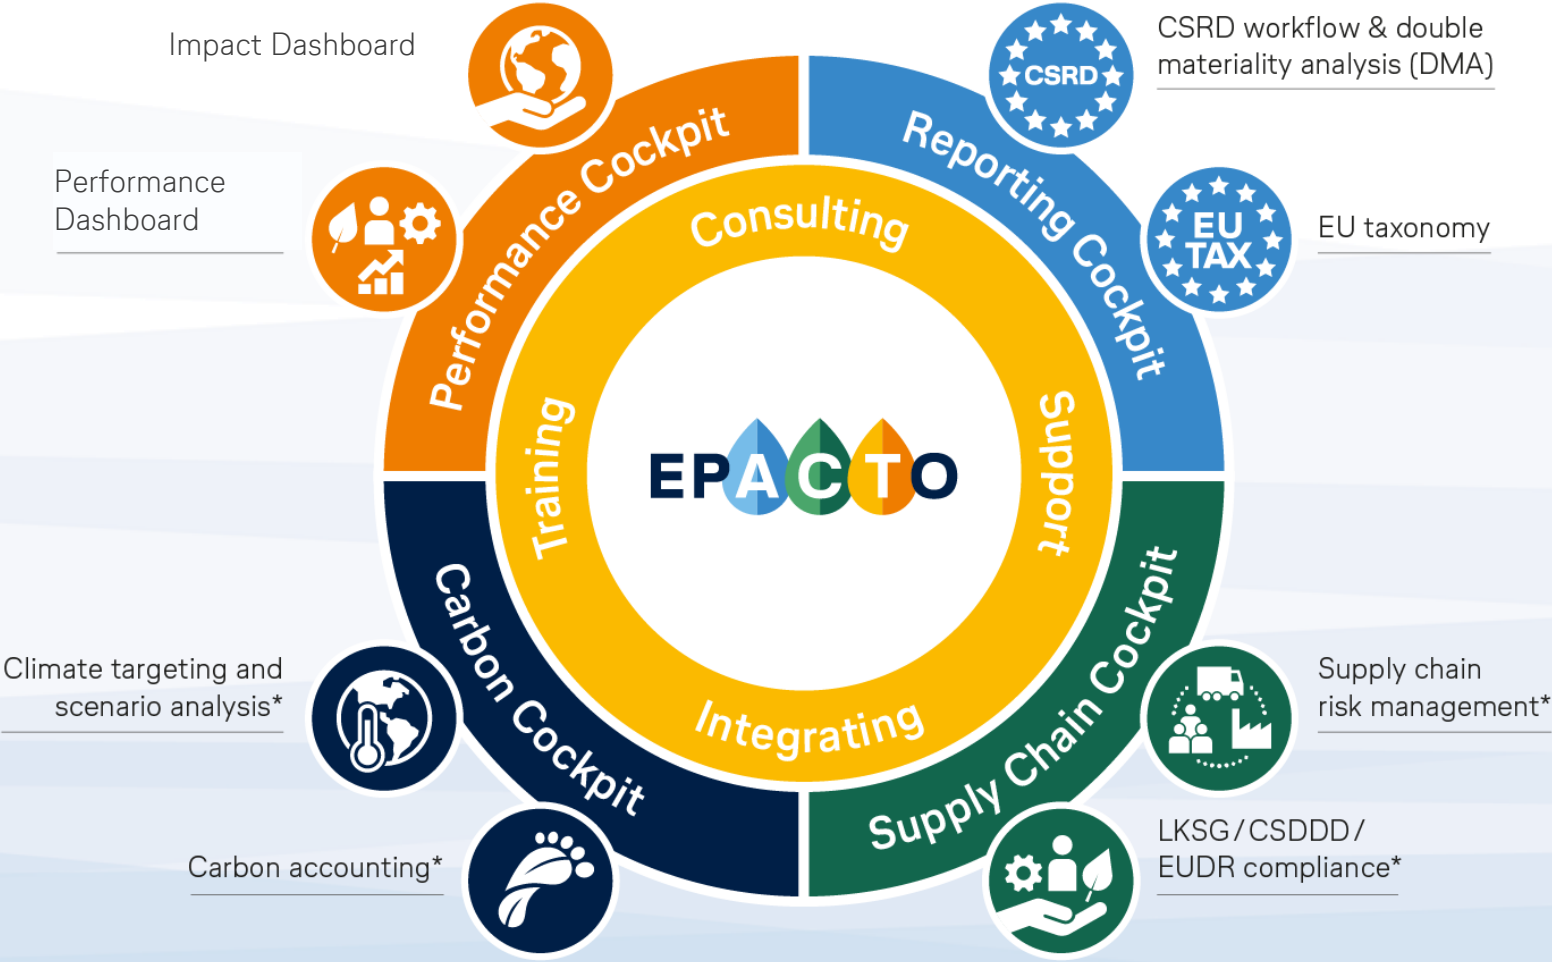 Impact Dashboard
CSRD workflow & double
materiality analysis (DMA)
CSRD
Performance
Dashboard
EU
TAX
EU taxonomy
Performance Cockpit
Reporting Cockpit
Consulting
Training
Support
EPACTO
Integrating
Carbon Cockpit
Supply Chain Cockpit
Climate targeting and
scenario analysis*
Supply chain
risk management*
Carbon accounting*
LKSG/CSDDD/
EUDR compliance*